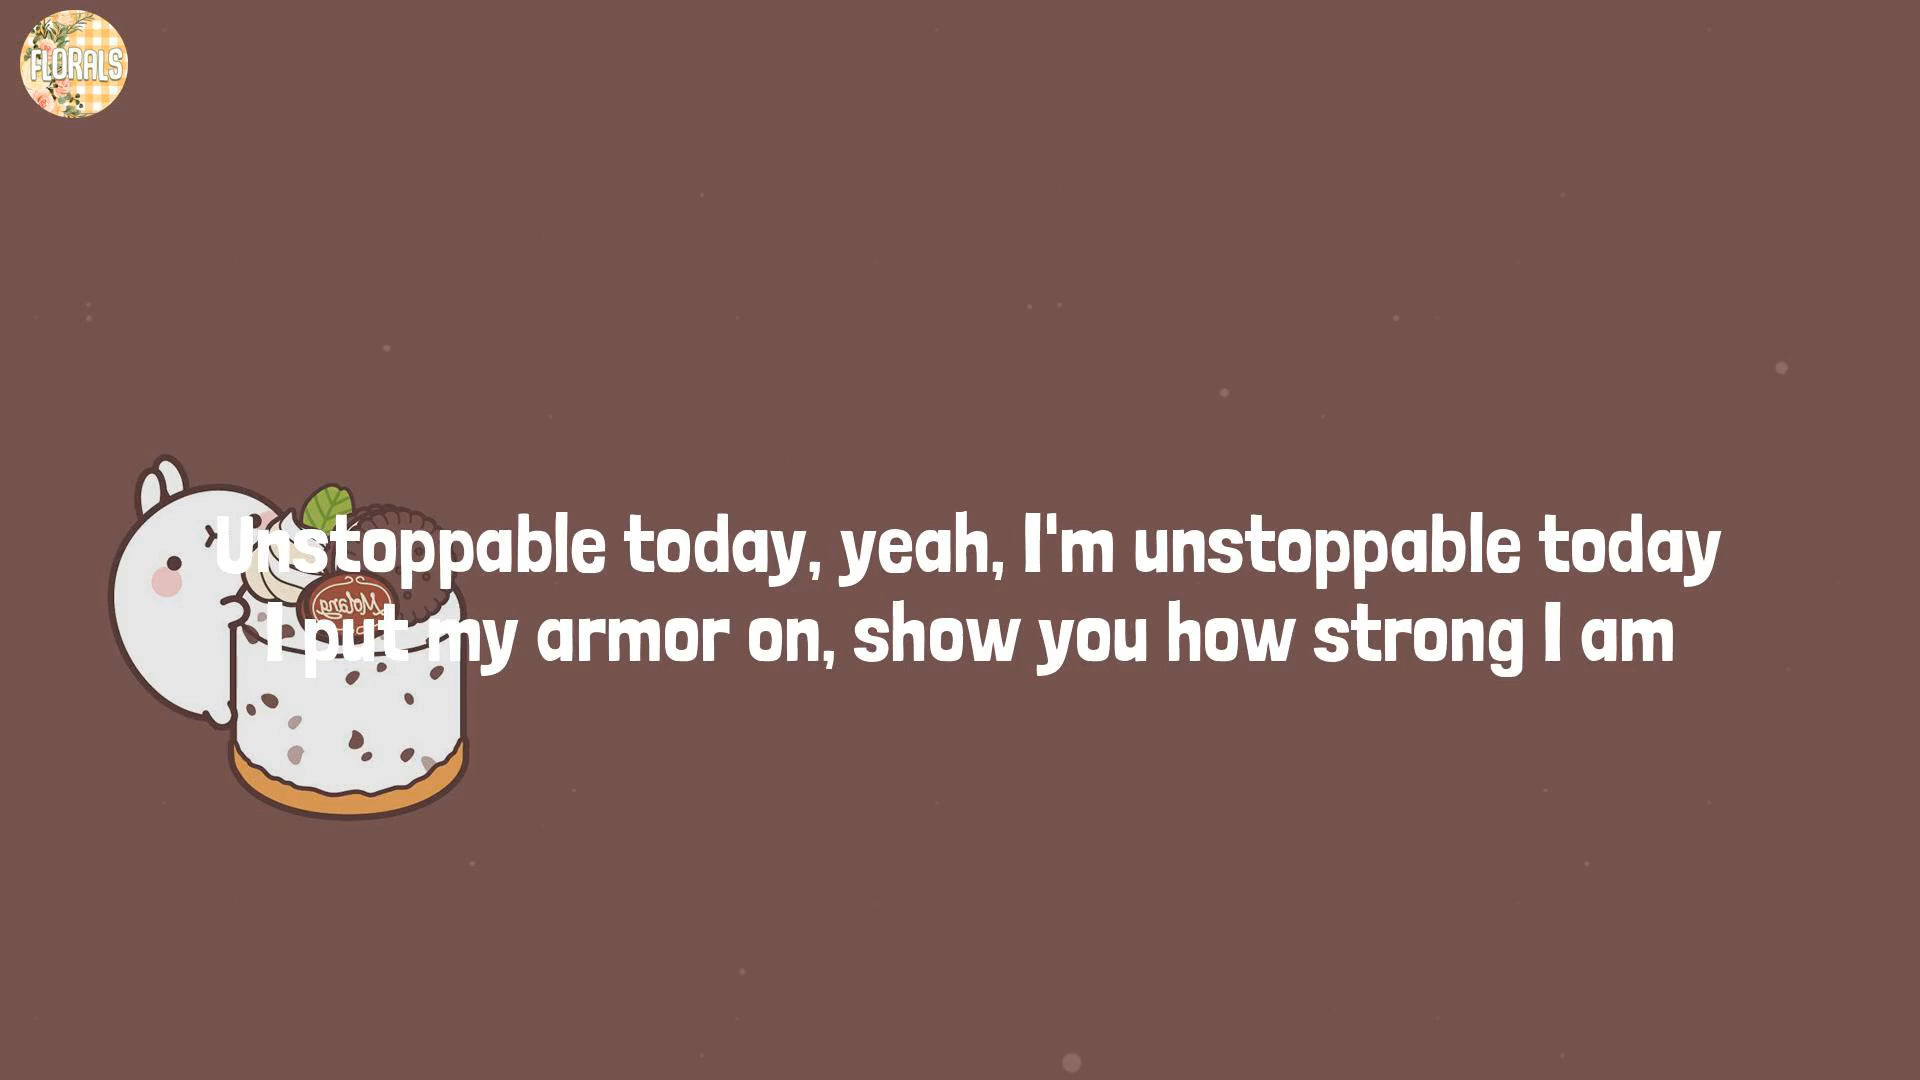 FLORALS
Unstoppable today, yeah, I'm unstoppable today
I put my armor on, show you how strong I am
Molang